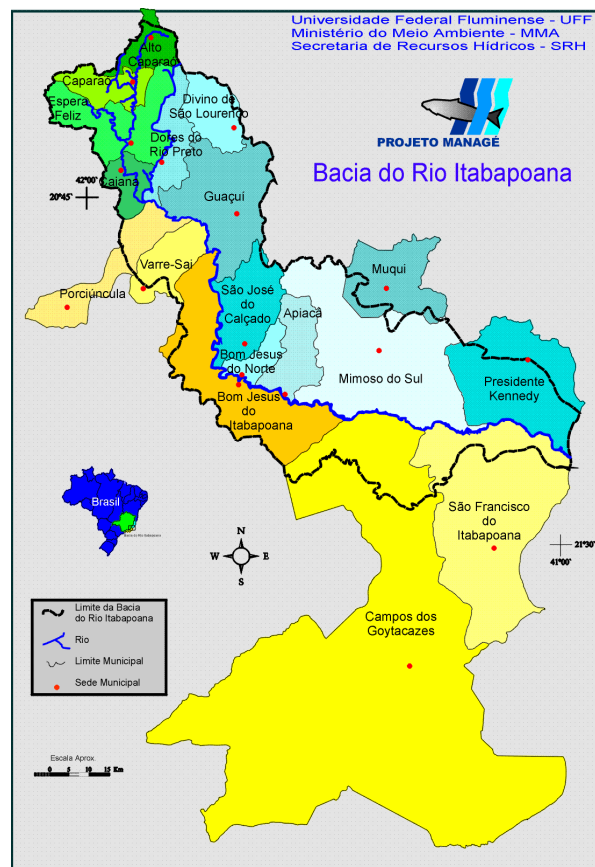 Universidade Federal Fluminense - UFF
Ministério do Meio Ambiente - MMA
Secretaria de Recursos Hídricos - SRH
PROJETO MANAGÉ
Bacia do Rio Itabapoana
Alto
Caparaó
Caparaó
Espera
Feliz
Divino de
São Lourenço
Dores do
Rio Preto
Caiana
42°00'
20°45'
Guaçuí
Varre-Sai
Porciúncula
Muqui
São José
do
Calçado
Apiacá
Bom Jesus
do Norte
Mimoso do Sul
Presidente
Kennedy
Bom Jesus
do
Itabapoana
São Francisco
do
Itabapoana
21°30'
41°00'
Brasil
Bacia do Rio Itabapoana
N
W E
S
Campos dos
Goytacazes
Limite da Bacia
do Rio Itabapoana
Rio
Limite Municipal
Sede Municipal
Escala Aprox.
0 5 10 15 Km